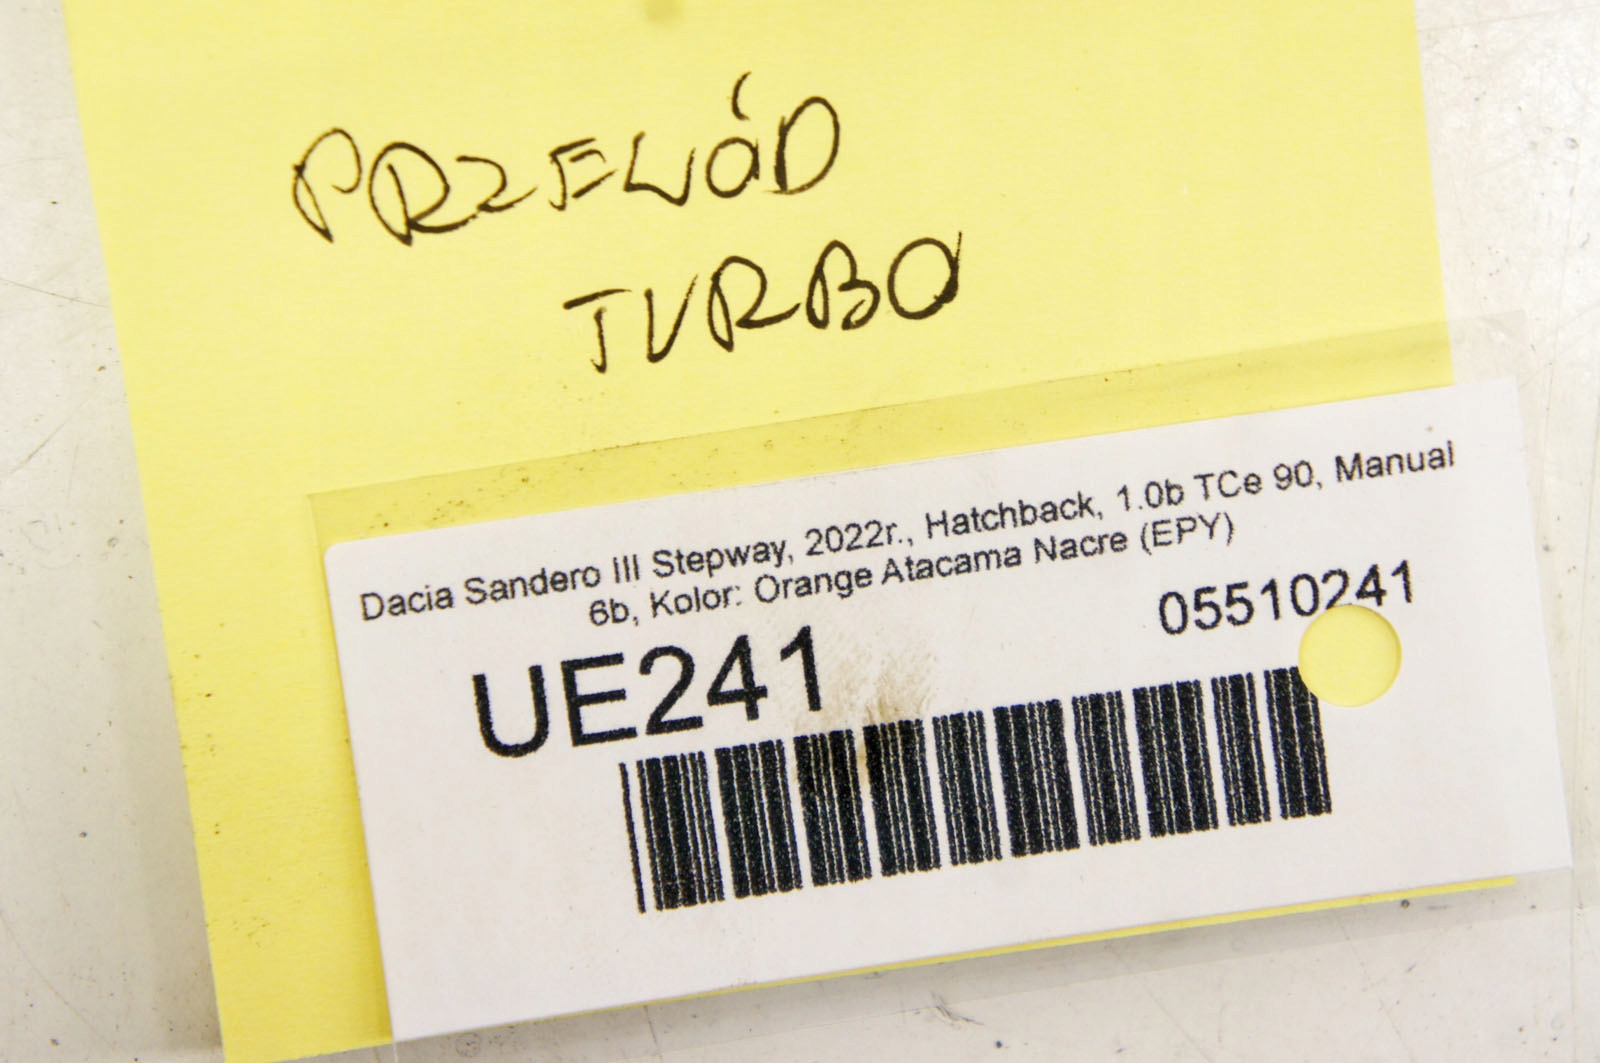 PRZEWÓD
TURBO
Dacia Sandero III Stepway, 2022r., Hatchback, 1.0b TCe 90, Manual
6b, Kolor: Orange Atacama Nacre (EPY)
UE241
05510241